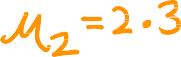 μ₂ = 2.3